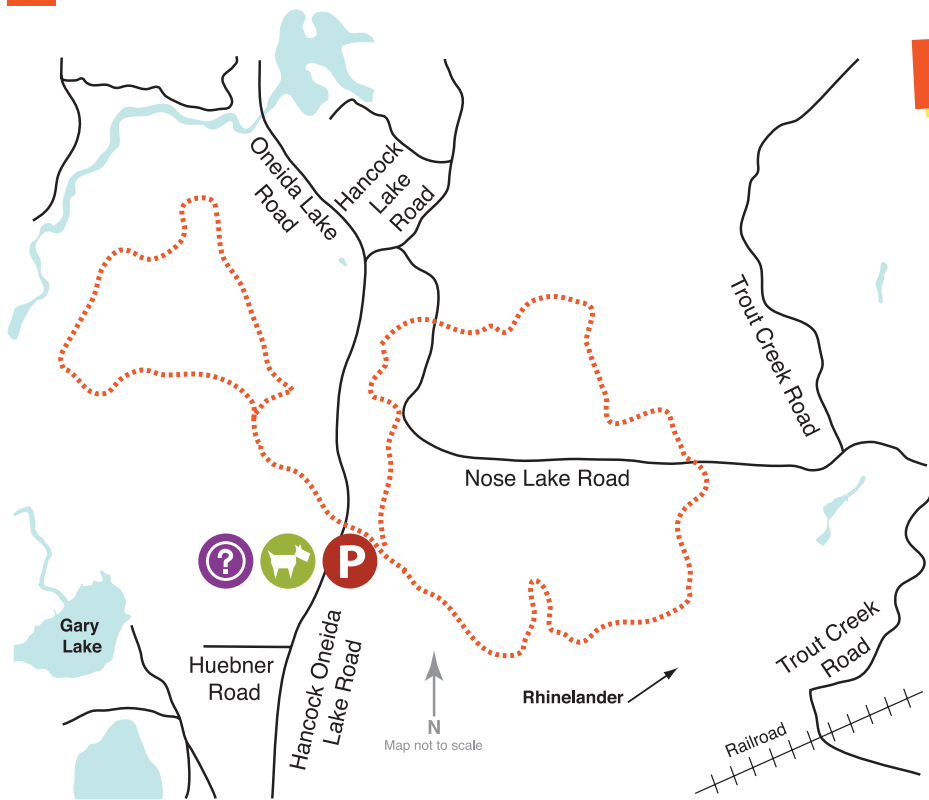 Oneida Lake
Road
Hancock
Lake
Road
Trout Creek Road
Nose Lake Road
?
P
Gary
Lake
Huebner
Road
Hancock Oneida
Lake Road
N
Map not to scale
Rhinelander
Trout Creek
Road
Railroad